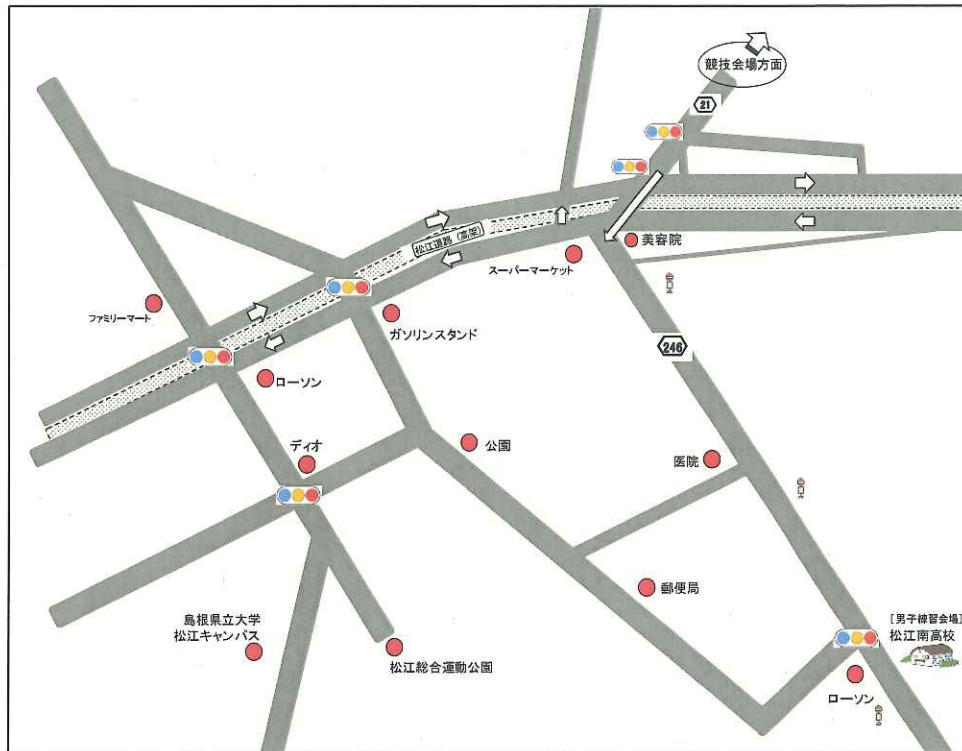 競技会場方面
21
美容院
松江道路(高架)
スーパーマーケット
ファミリーマート
ガソリンスタンド
246
ローソン
ディオ
公園
医院
郵便局
島根県立大学
松江キャンパス
松江総合運動公園
[男子練習会場]
松江南高校
ローソン